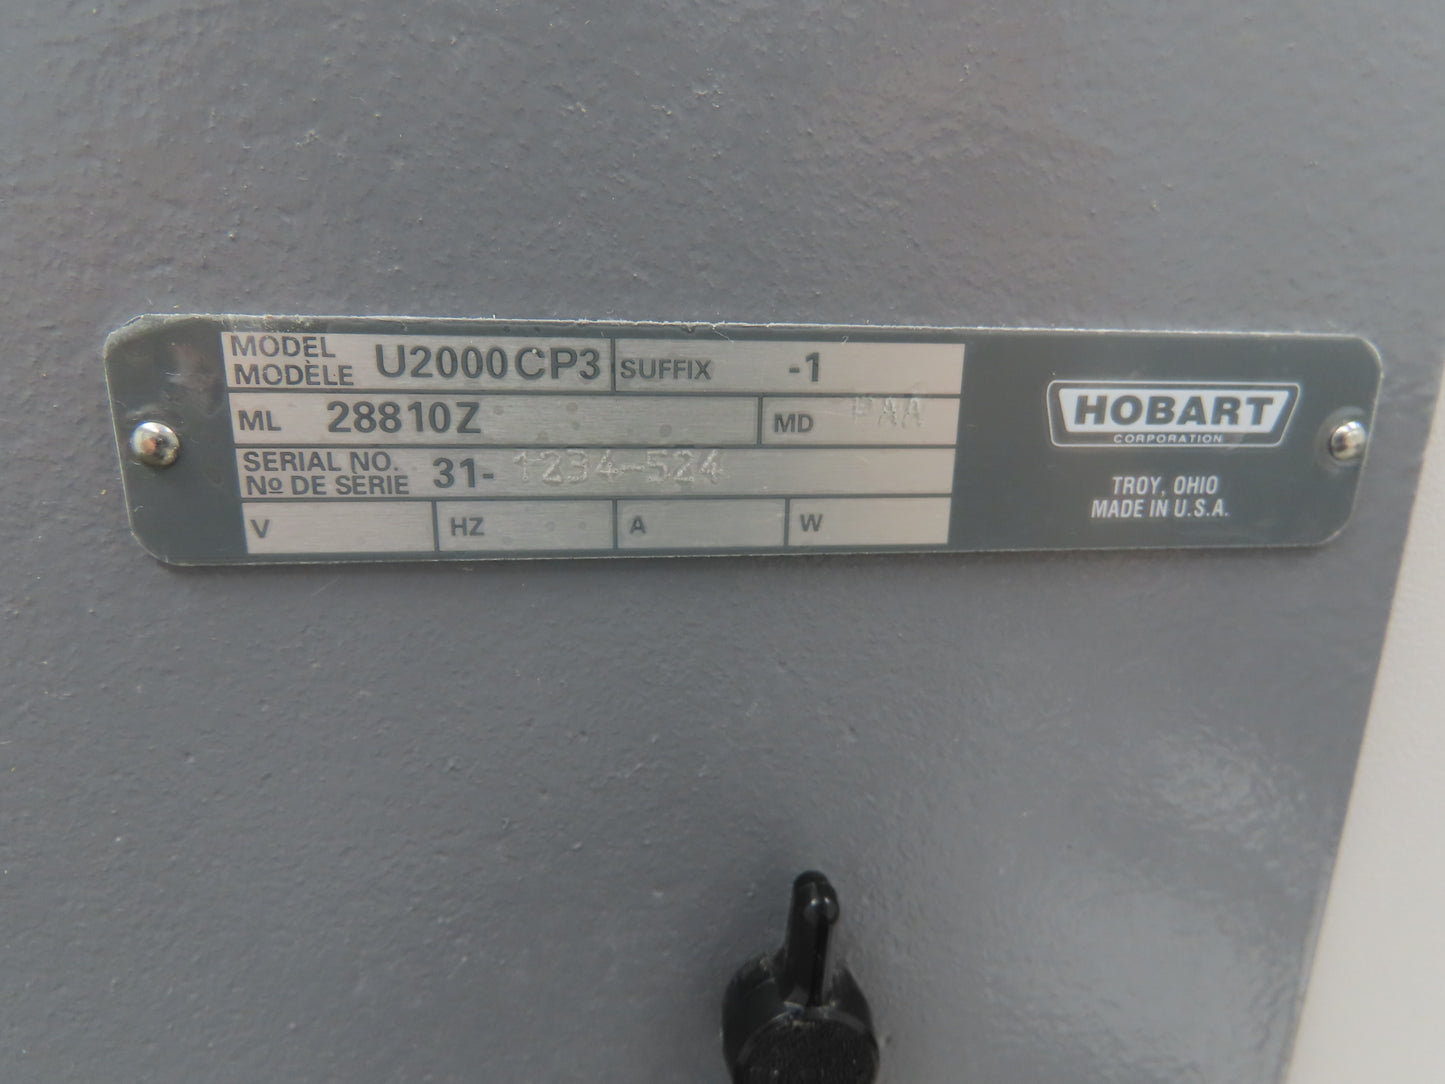 MODEL
MODÈLE U2000CP3 SUFFIX -1
ML 28810Z MD
SERIAL NO.
Nº DE SÉRIE 31-1234-524
V HZ A W
HOBART
CORPORATION
TROY, OHIO
MADE IN U.S.A.